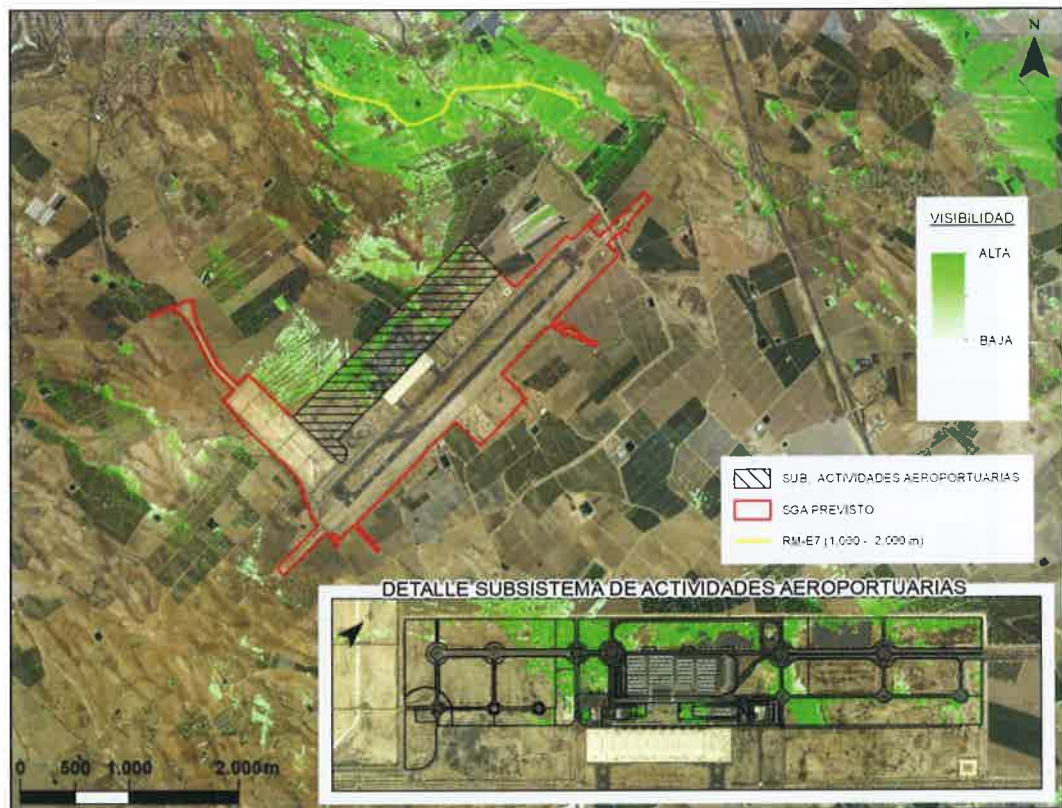 N
VISIBILIDAD
ALTA
BAJA
SUB. ACTIVIDADES AEROPORTUARIAS
SGA PREVISTO
RM-E7 (1.000 - 2.000 m)
DETALLE SUBSISTEMA DE ACTIVIDADES AEROPORTUARIAS
0 500 1.000 2.000 m